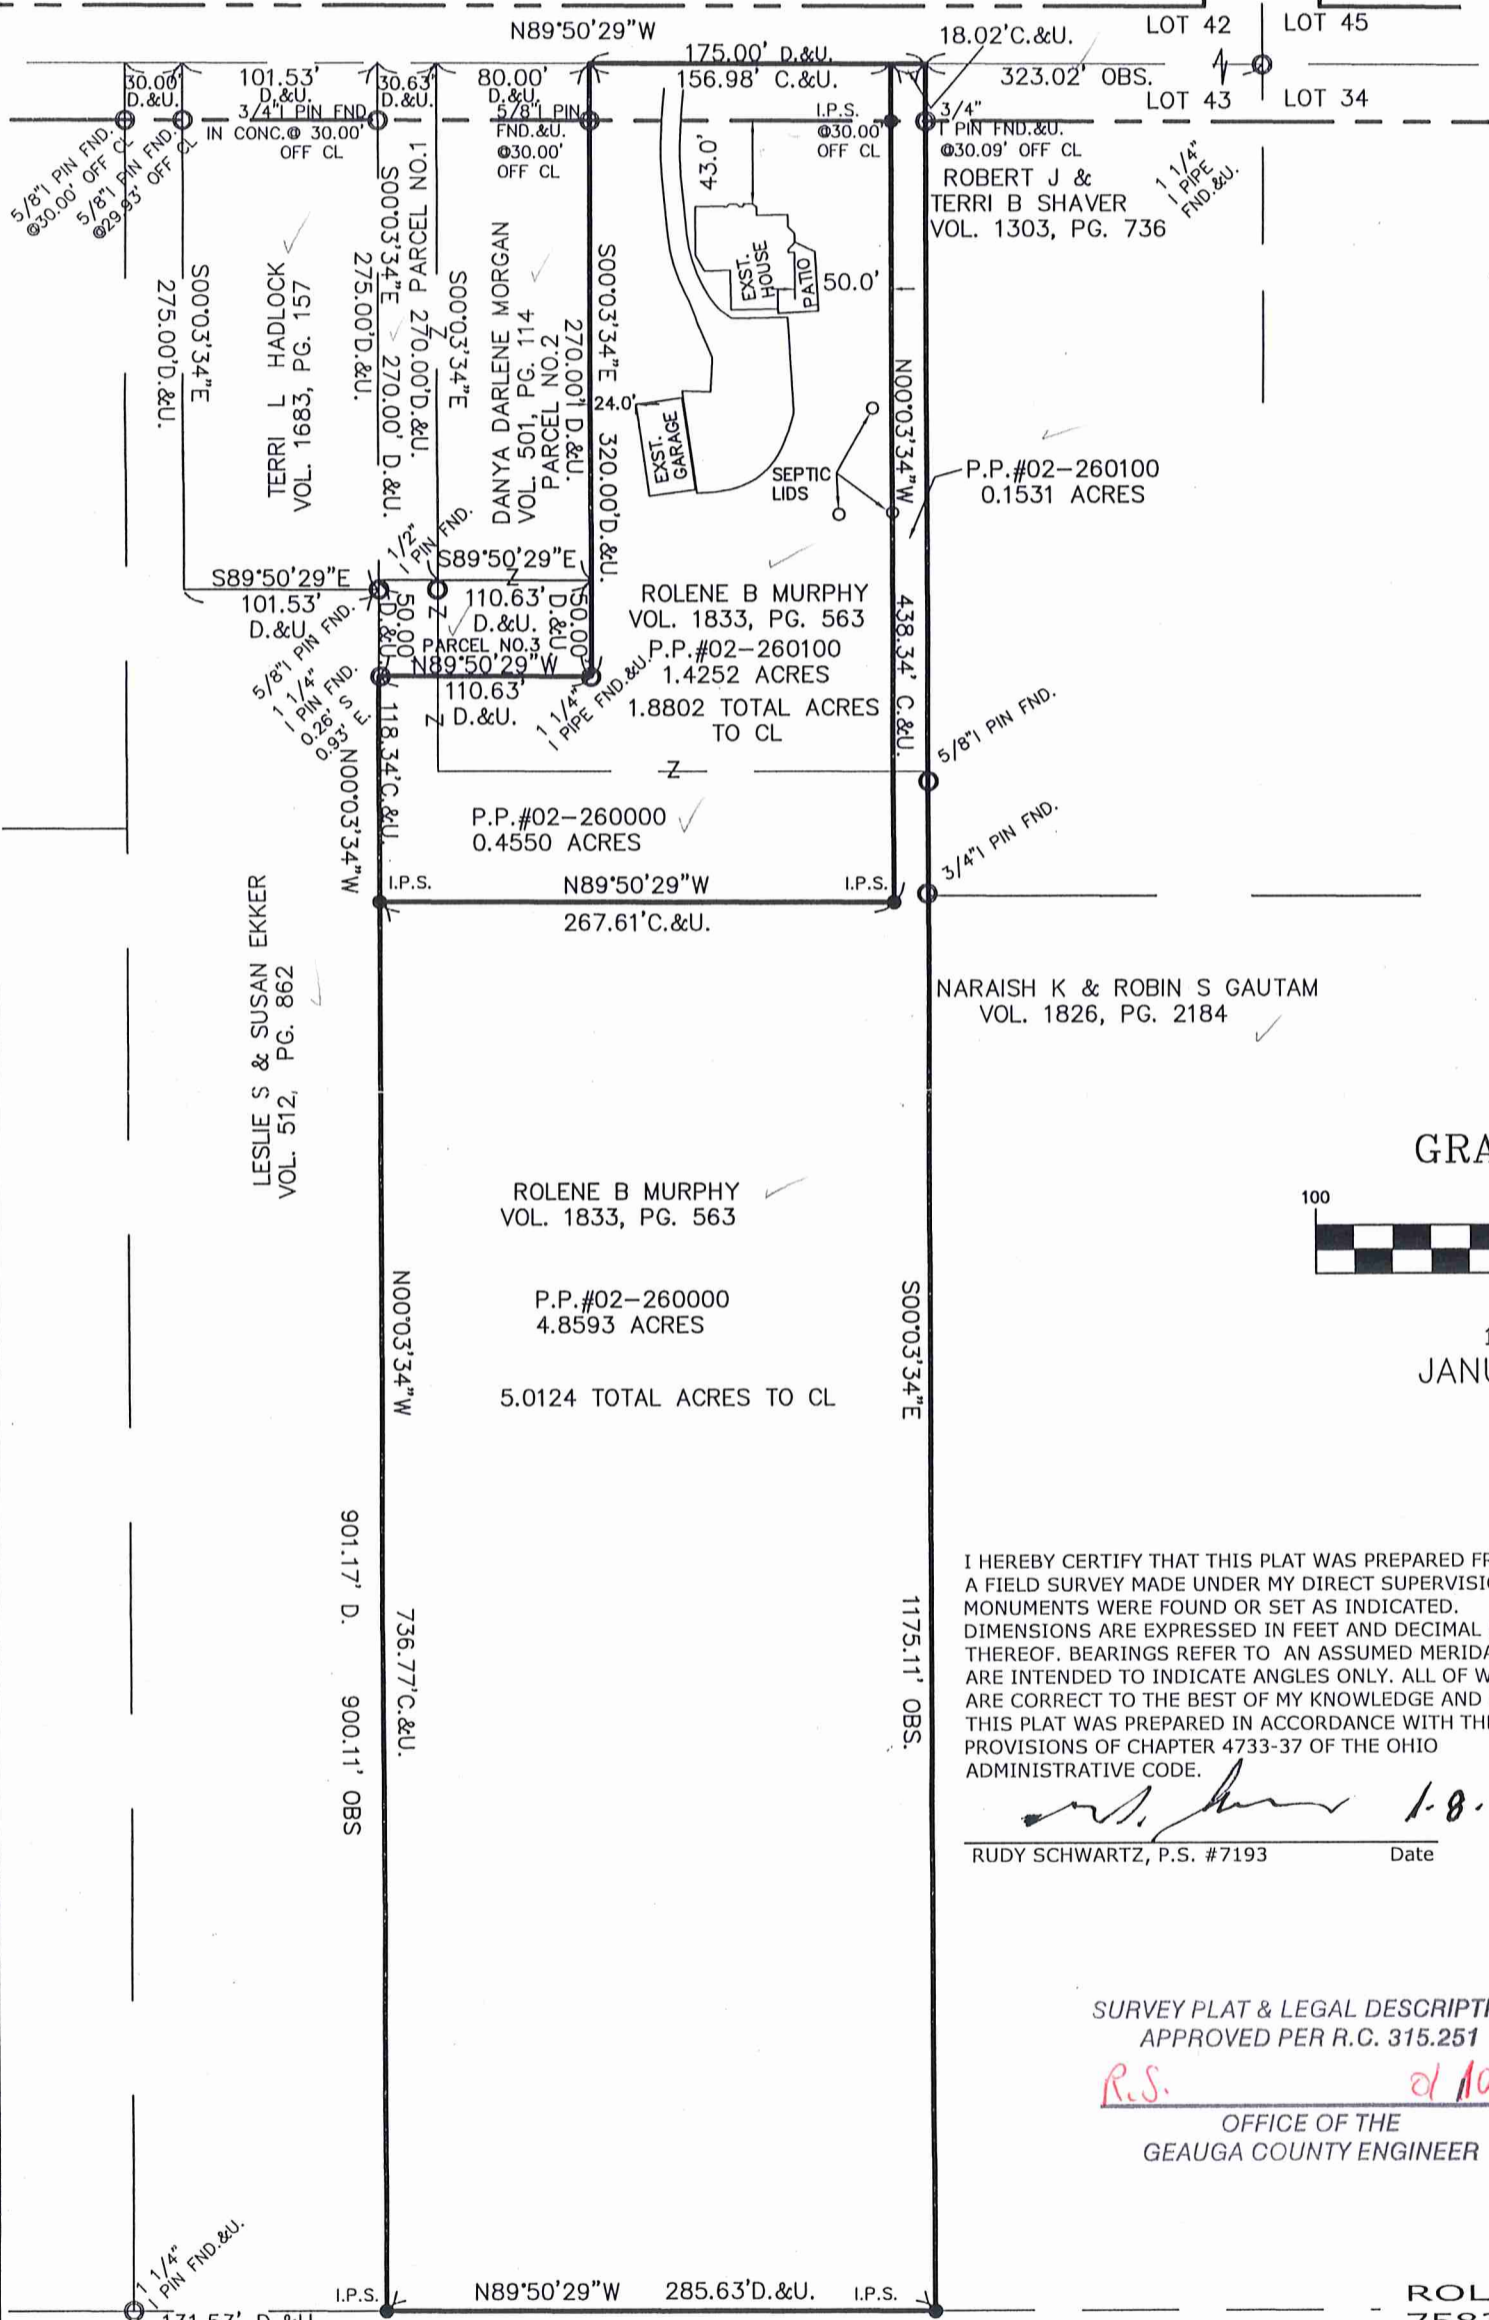 N89°50'29"W
175.00' D.&U.
18.02'C.&U.
LOT 42
LOT 45
30.00'
D.&U.
101.53'
D.&U.
30.63'
D.&U.
80.00'
D.&U.
156.98' C.&U.
323.02' OBS.
LOT 43
LOT 34
3/4"I PIN FND.
IN CONC.@ 30.00'
OFF CL
5/8"I PIN
FND.&U.
@30.00'
OFF CL
I.P.S.
@30.00'
OFF CL
3/4"
I PIN FND.&U.
@30.09' OFF CL
5/8"I PIN FND.
@30.00' OFF CL
5/8"I PIN FND.
@29.93' OFF CL
1 1/4"
I PIPE
FND.&U.
ROBERT J &
TERRI B SHAVER
VOL. 1303, PG. 736
43.0'
S00°03'34"E
275.00'D.&U.
TERRI L HADLOCK
VOL. 1683, PG. 157
S00°03'34"E
275.00'D.&U.
270.00' D.&U.
PARCEL NO.1
270.00'D.&U.
Z
S00°03'34"E
DANYA DARLENE MORGAN
VOL. 501, PG. 114
PARCEL NO.2
270.00'I D.&U.
S00°03'34"E
320.00'D.&U.
EXST.
HOUSE
PATIO
50.0'
24.0'
EXST.
GARAGE
SEPTIC
LIDS
N00°03'34"W
438.34' C.&U.
P.P.#02-260100
0.1531 ACRES
1/2"
I PIN FND.
S89°50'29"E
101.53'
D.&U.
S89°50'29"E
Z
110.63'
D.&U.
50.00
D.&U.
50.00
D.&U.
Z
PARCEL NO.3
N89°50'29"W
110.63'
D.&U.
Z
5/8"I PIN FND.
1 1/4"
I PIN FND.
0.26' S
0.93' E.
1 1/4"
I PIPE FND.&U.
ROLENE B MURPHY
VOL. 1833, PG. 563
P.P.#02-260100
1.4252 ACRES
1.8802 TOTAL ACRES
TO CL
5/8"I PIN FND.
118.34'C.&U.
N00°03'34"W
Z
P.P.#02-260000
0.4550 ACRES
3/4"I PIN FND.
I.P.S.
N89°50'29"W
I.P.S.
267.61'C.&U.
LESLIE S & SUSAN EKKER
VOL. 512, PG. 862
NARAISH K & ROBIN S GAUTAM
VOL. 1826, PG. 2184
GRA
100
ROLENE B MURPHY
VOL. 1833, PG. 563
N00°03'34"W
P.P.#02-260000
4.8593 ACRES
S00°03'34"E
1
JANU
5.0124 TOTAL ACRES TO CL
901.17' D.
900.11' OBS
736.77'C.&U.
1175.11' OBS.
I HEREBY CERTIFY THAT THIS PLAT WAS PREPARED FR
A FIELD SURVEY MADE UNDER MY DIRECT SUPERVISIO
MONUMENTS WERE FOUND OR SET AS INDICATED.
DIMENSIONS ARE EXPRESSED IN FEET AND DECIMAL
THEREOF. BEARINGS REFER TO AN ASSUMED MERIDA
ARE INTENDED TO INDICATE ANGLES ONLY. ALL OF W
ARE CORRECT TO THE BEST OF MY KNOWLEDGE AND
THIS PLAT WAS PREPARED IN ACCORDANCE WITH THE
PROVISIONS OF CHAPTER 4733-37 OF THE OHIO
ADMINISTRATIVE CODE.
1.8.
RUDY SCHWARTZ, P.S. #7193
Date
SURVEY PLAT & LEGAL DESCRIPTI
APPROVED PER R.C. 315.251
R.S.
OFFICE OF THE
GEAUGA COUNTY ENGINEER
1 1/4"
I PIN FND.&U.
I.P.S.
N89°50'29"W
285.63'D.&U.
I.P.S.
ROL